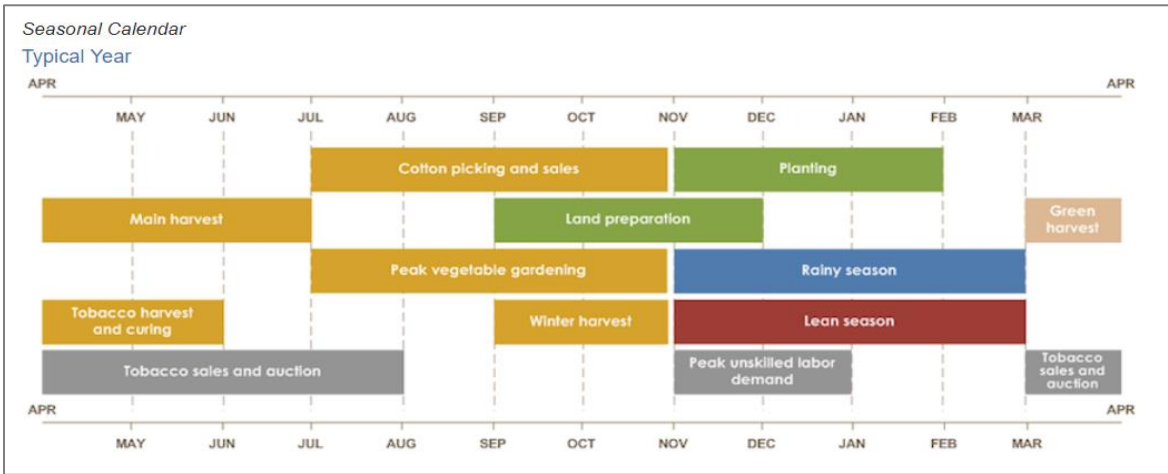 Seasonal Calendar
Typical Year
APR APR
MAY JUN JUL AUG SEP OCT NOV DEC JAN FEB MAR
Cotton picking and sales
Planting
Main harvest
Land preparation
Green
harvest
Peak vegetable gardening
Rainy season
Tobacco harvest
and curing
Winter harvest
Lean season
Tobacco sales and auction
Peak unskilled labor
demand
Tobacco
sales and
auction
APR APR
MAY JUN JUL AUG SEP OCT NOV DEC JAN FEB MAR